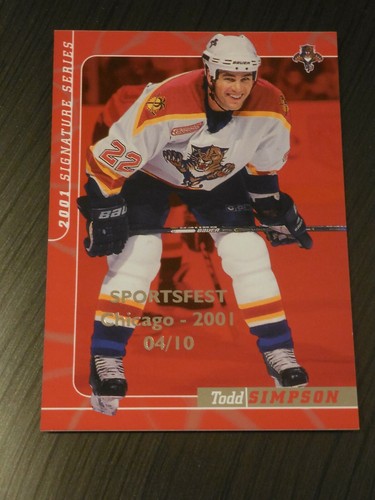 2001 SIGNATURE SERIES
22
SPORTSFEST
Chicago - 2001
04/10
Todd SIMPSON